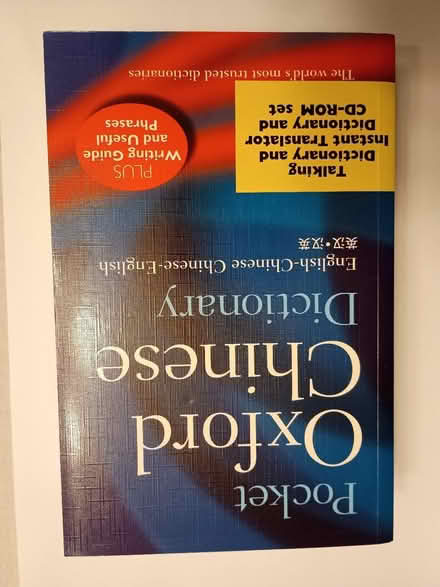 Pocket
Oxford
Chinese
Dictionary
English-Chinese Chinese-English
英汉•汉英
Talking
Dictionary and
Instant Translator
Dictionary and
CD-ROM set
PLUS
Writing Guide
and Useful
Phrases
The world's most trusted dictionaries